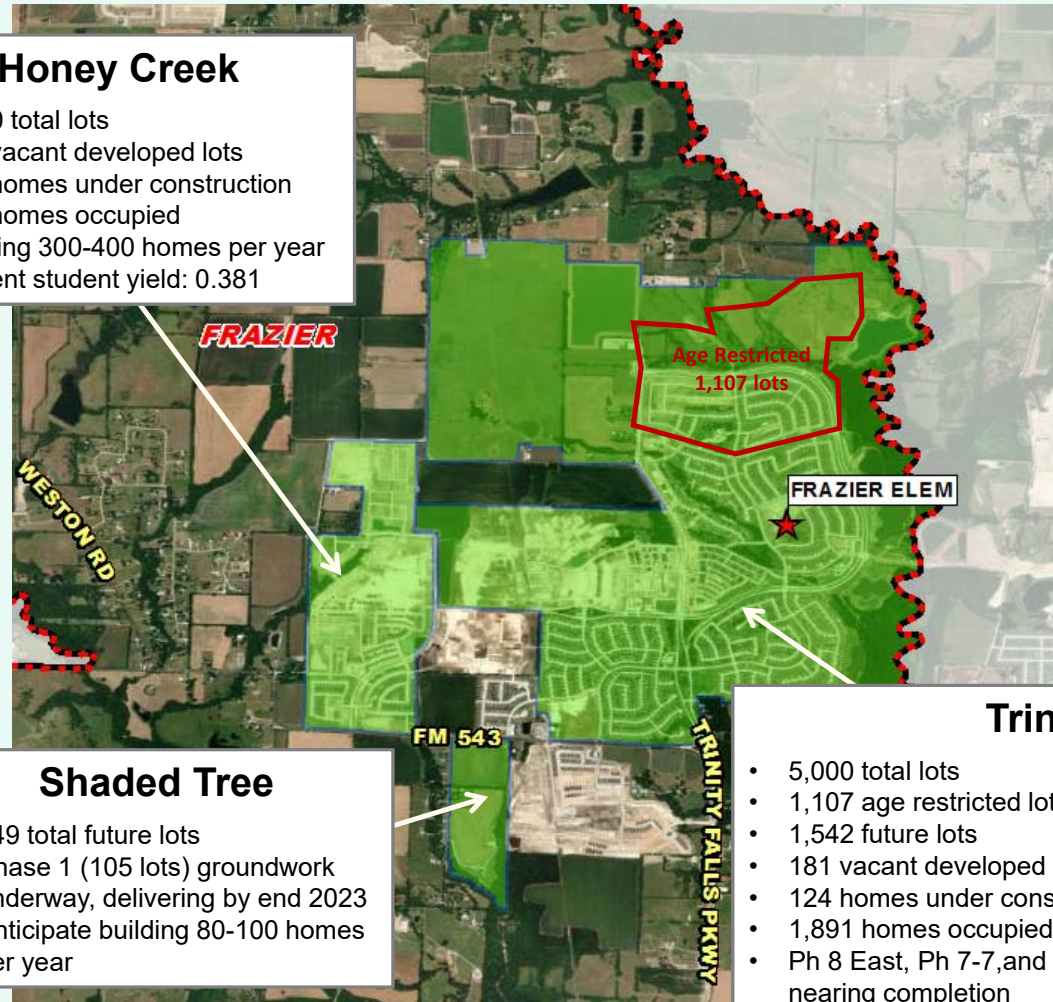 Honey Creek
total lots
vacant developed lots
homes under construction
homes occupied
300-400 homes per year
student yield: 0.381
FRAZIER
Age Restricted
1,107 lots
FRAZIER ELEM
WESTON RD
FM 543
TRINITY FALLS PKWY
Shaded Tree
49 total future lots
Phase 1 (105 lots) groundwork
underway, delivering by end 2023
Anticipate building 80-100 homes
per year
Trin
• 5,000 total lots
• 1,107 age restricted lot
• 1,542 future lots
• 181 vacant developed
• 124 homes under cons
• 1,891 homes occupied
• Ph 8 East, Ph 7-7,and
nearing completion